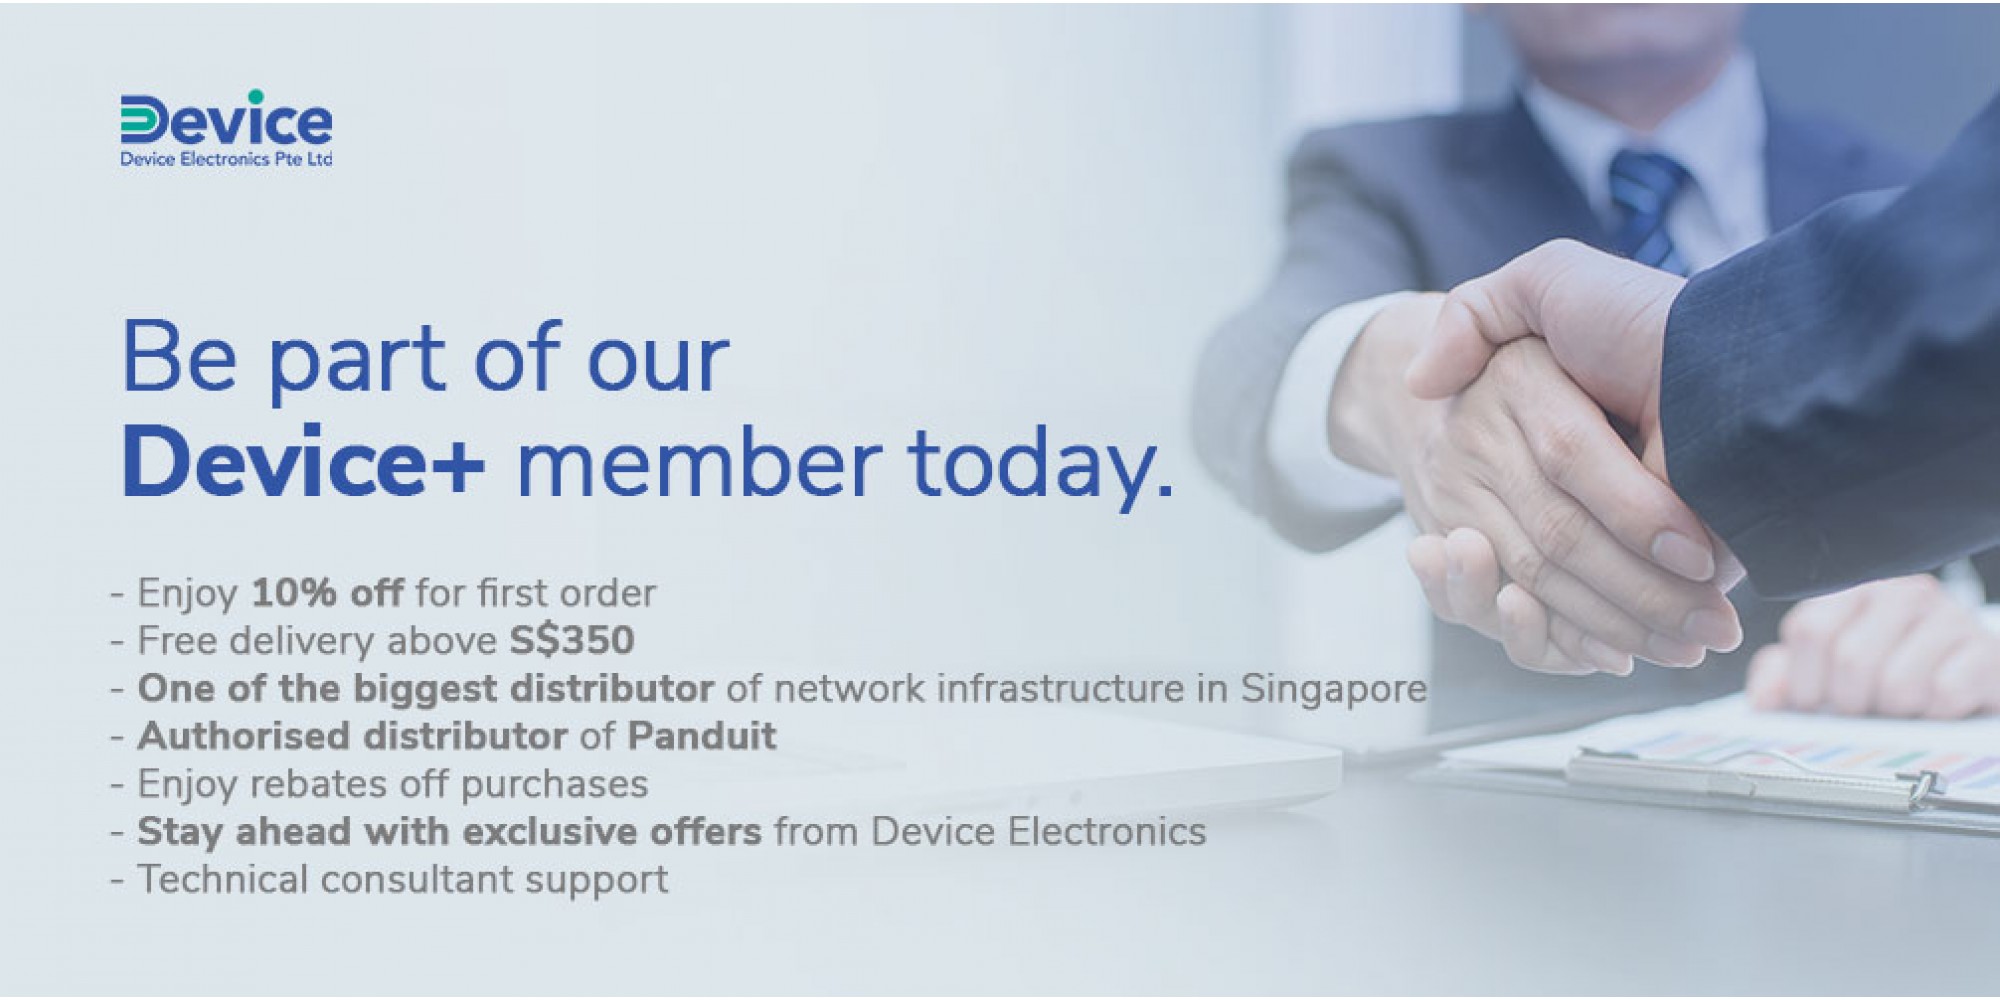 Device
Device Electronics Pte Ltd
Be part of our
Device+ member today.
- Enjoy 10% off for first order
- Free delivery above S$350
- One of the biggest distributor of network infrastructure in Singapore
- Authorised distributor of Panduit
- Enjoy rebates off purchases
- Stay ahead with exclusive offers from Device Electronics
- Technical consultant support